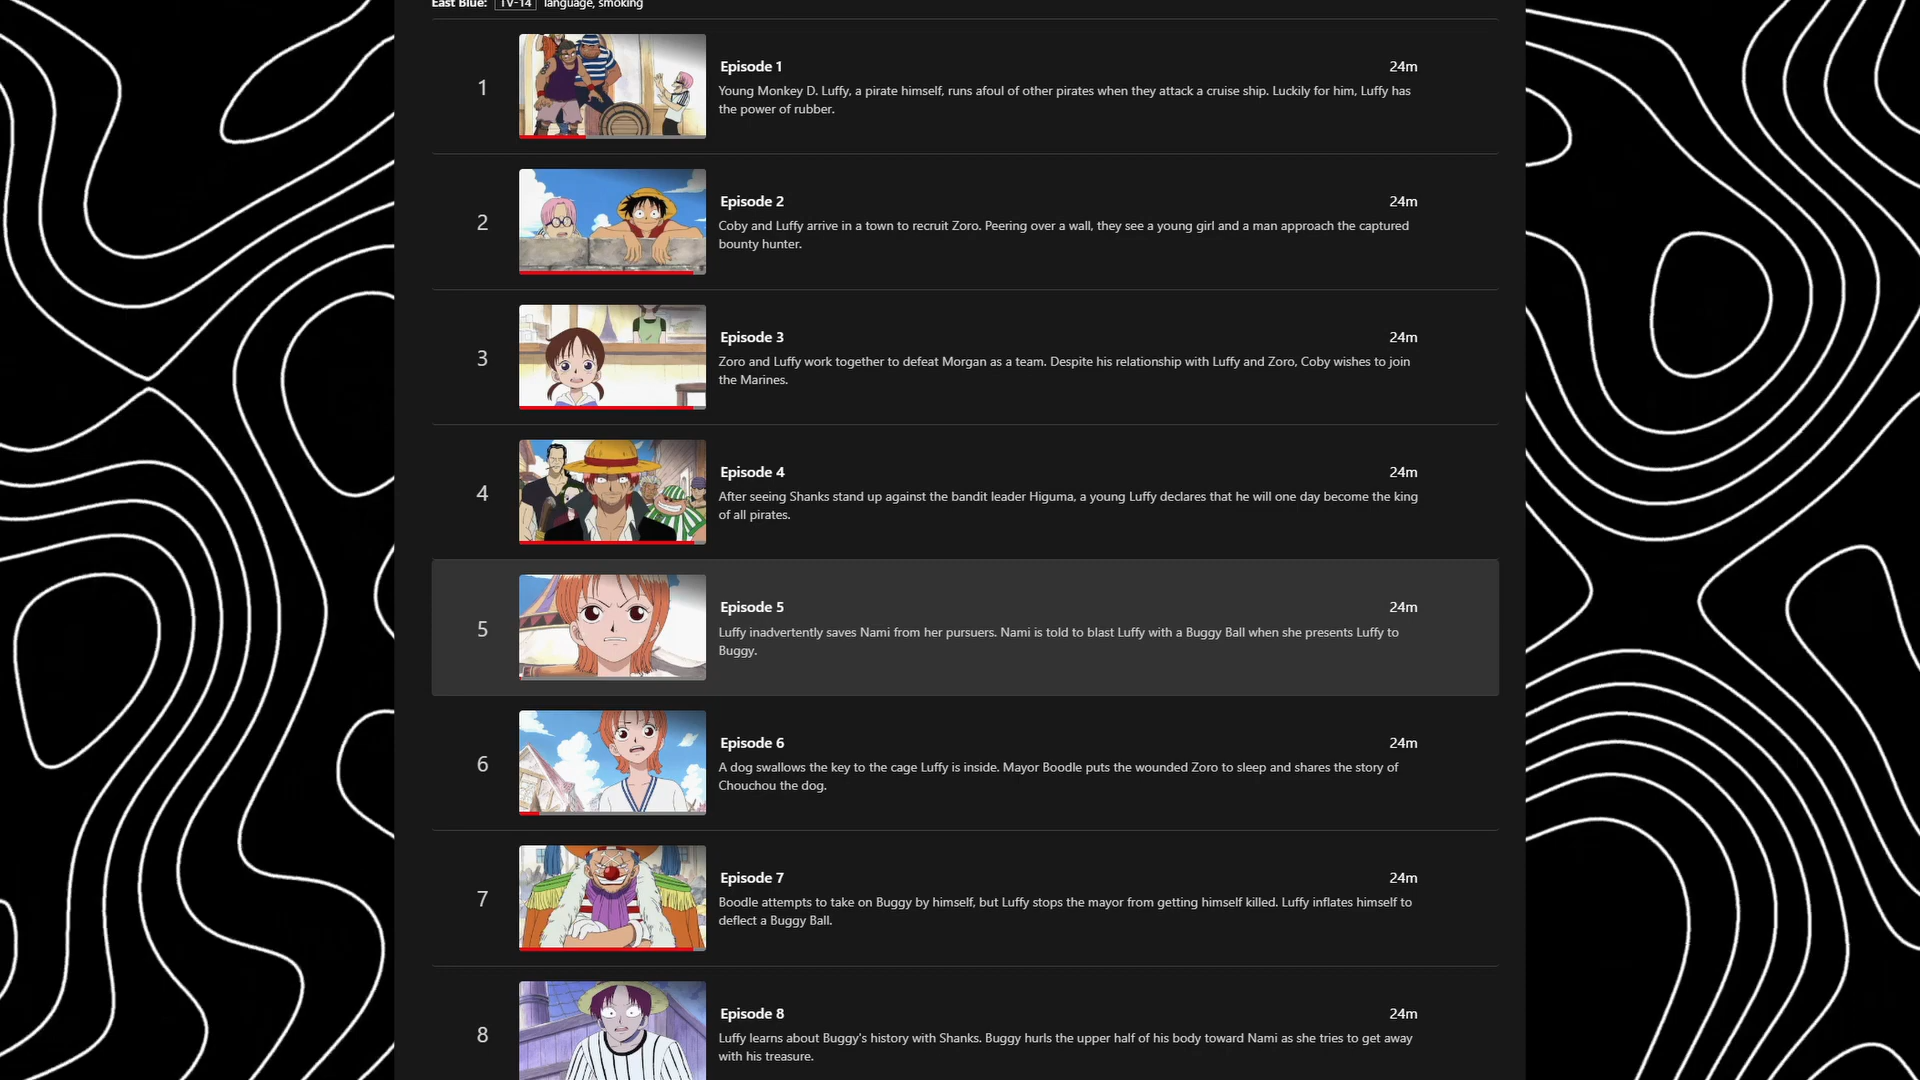 East Blue: TV-14 language, smoking
1
Episode 1
24m
Young Monkey D. Luffy, a pirate himself, runs afoul of other pirates when they attack a cruise ship. Luckily for him, Luffy has
the power of rubber.
2
Episode 2
24m
Coby and Luffy arrive in a town to recruit Zoro. Peering over a wall, they see a young girl and a man approach the captured
bounty hunter.
3
Episode 3
24m
Zoro and Luffy work together to defeat Morgan as a team. Despite his relationship with Luffy and Zoro, Coby wishes to join
the Marines.
4
Episode 4
24m
After seeing Shanks stand up against the bandit leader Higuma, a young Luffy declares that he will one day become the king
of all pirates.
5
Episode 5
24m
Luffy inadvertently saves Nami from her pursuers. Nami is told to blast Luffy with a Buggy Ball when she presents Luffy to
Buggy.
6
Episode 6
24m
A dog swallows the key to the cage Luffy is inside. Mayor Boodle puts the wounded Zoro to sleep and shares the story of
Chouchou the dog.
7
Episode 7
24m
Boodle attempts to take on Buggy by himself, but Luffy stops the mayor from getting himself killed. Luffy inflates himself to
deflect a Buggy Ball.
8
Episode 8
24m
Luffy learns about Buggy's history with Shanks. Buggy hurls the upper half of his body toward Nami as she tries to get away
with his treasure.